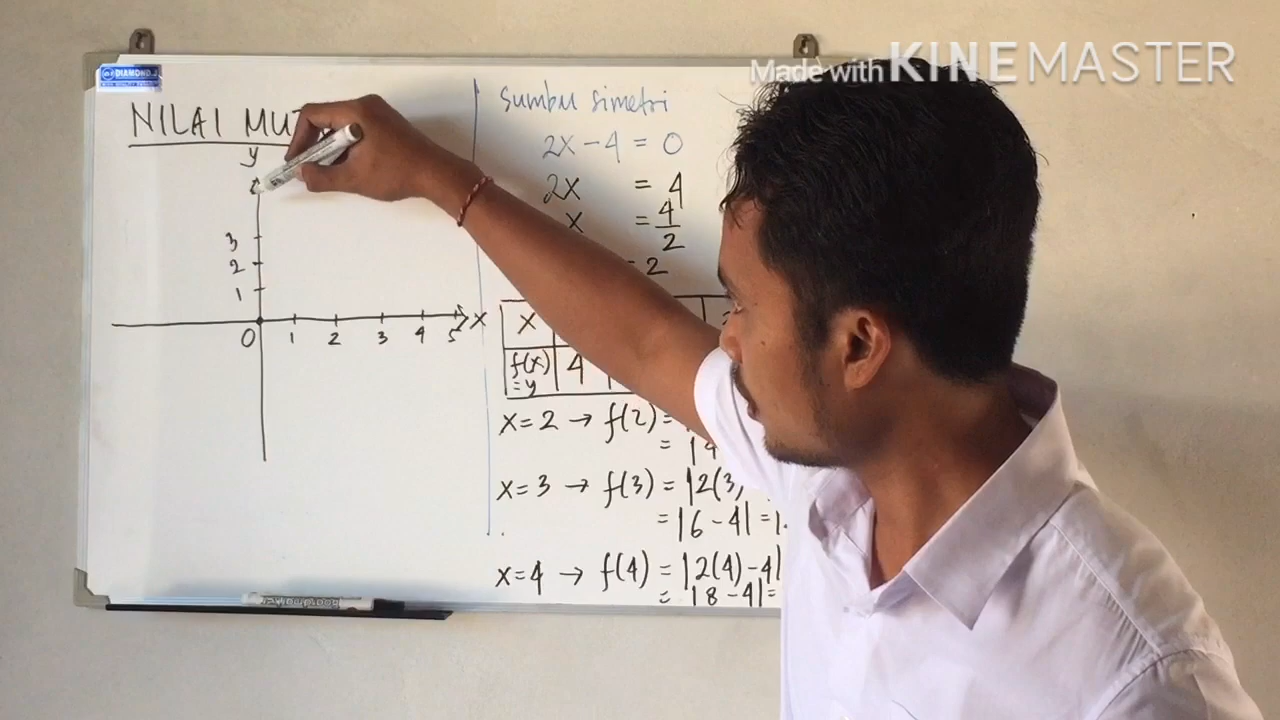 Made with KINEMASTER
DIAMOND
NILAI
y
3
2
1
0 1 2 3 4 5 X
Sumbu Simetri
2x - 4 = 0
2x = 4
x = 4/2
= 2
X
f(x) 4
= y
x = 2 → f(2) =
= |4
x = 3 → f(3) = |2(3)
= |6 - 4| =
x = 4 → f(4) = |2(4) - 4|
= |8 - 4| =